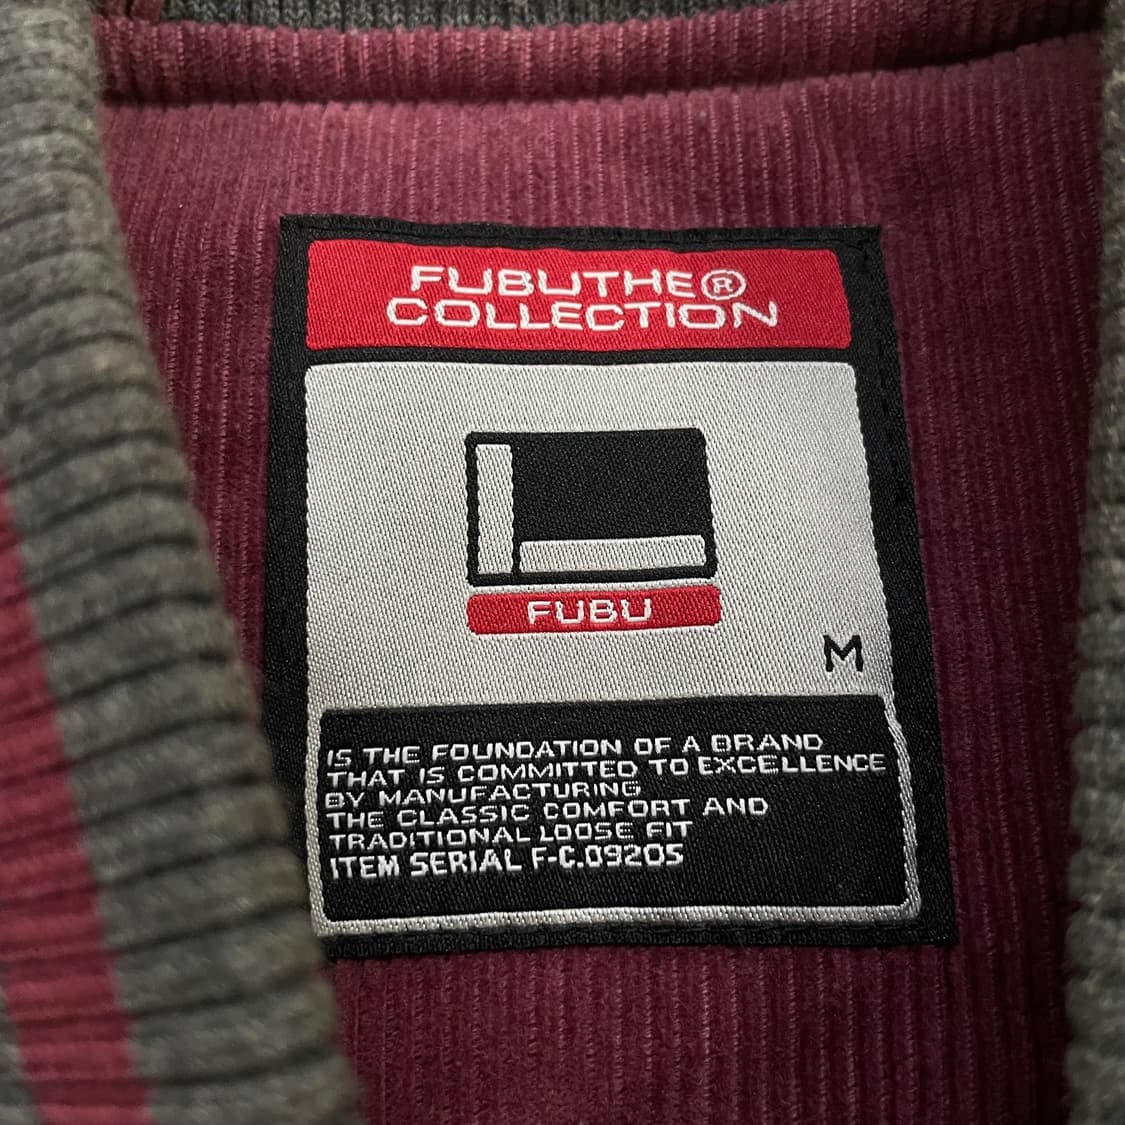 FUBUTHE®
COLLECTION
FUBU
M
IS THE FOUNDATION OF A BRAND
THAT IS COMMITTED TO EXCELLENCE
BY MANUFACTURING
THE CLASSIC COMFORT AND
TRADITIONAL LOOSE FIT
ITEM SERIAL F-C.09205